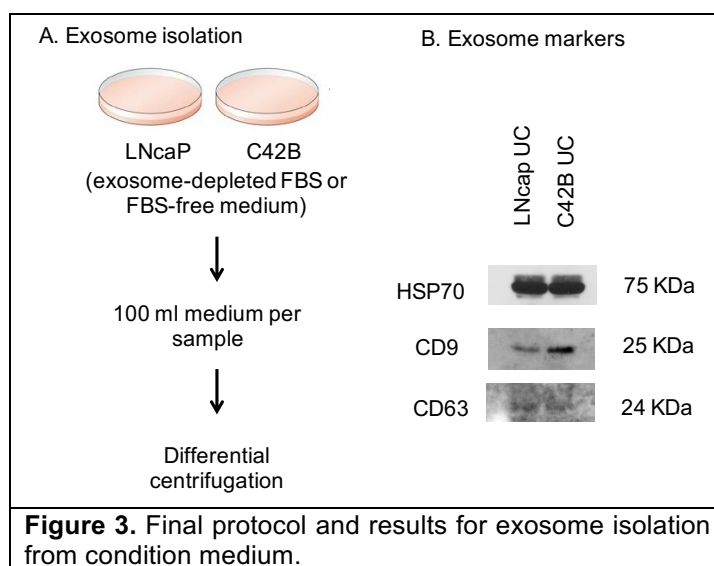 A. Exosome isolation
LNcaP C42B
(exosome-depleted FBS or
FBS-free medium)
100 ml medium per
sample
Differential
centrifugation
B. Exosome markers
LNcap UC
C42B UC
HSP70 75 KDa
CD9 25 KDa
CD63 24 KDa
Figure 3. Final protocol and results for exosome isolation
from condition medium.